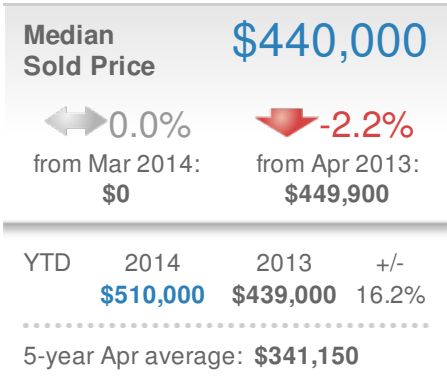 Median $440,000
Sold Price
0.0% -2.2%
from Mar 2014: from Apr 2013:
$0 $449,900
YTD 2014 2013 +/-
$510,000 $439,000 16.2%
5-year Apr average: $341,150